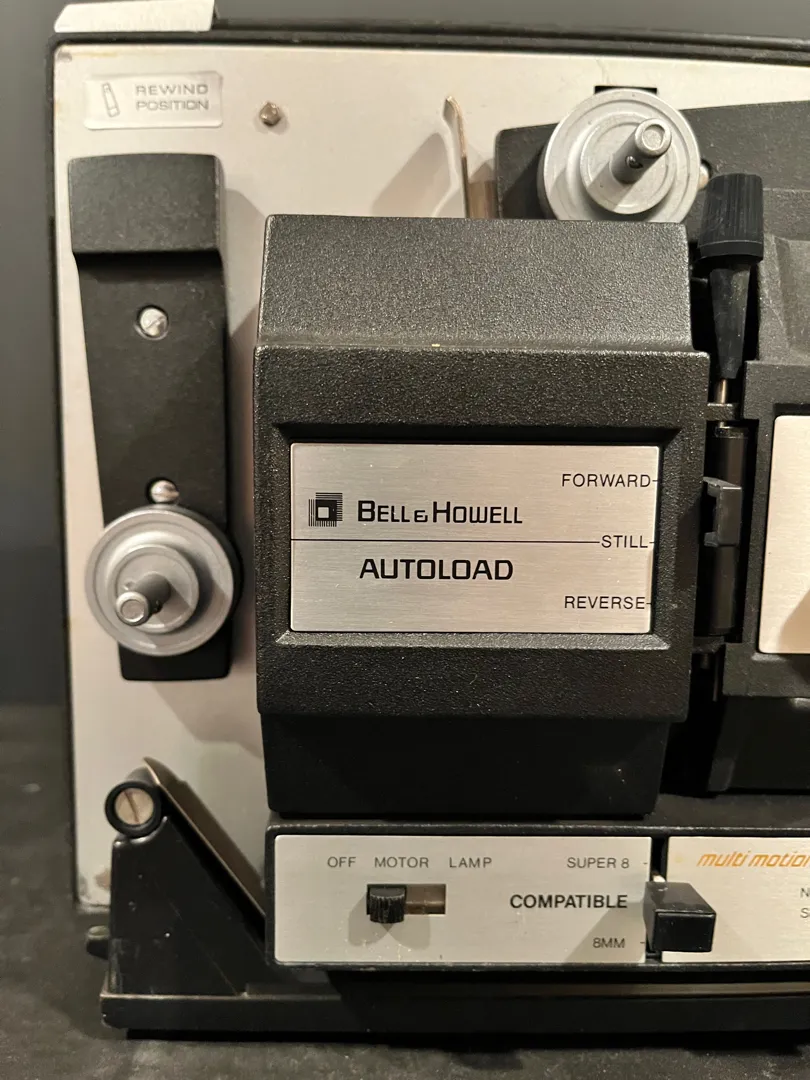 REWIND
POSITION
FORWARD
BELL & HOWELL
STILL
AUTOLOAD
REVERSE
OFF MOTOR LAMP
SUPER 8
COMPATIBLE
8MM
multi motion